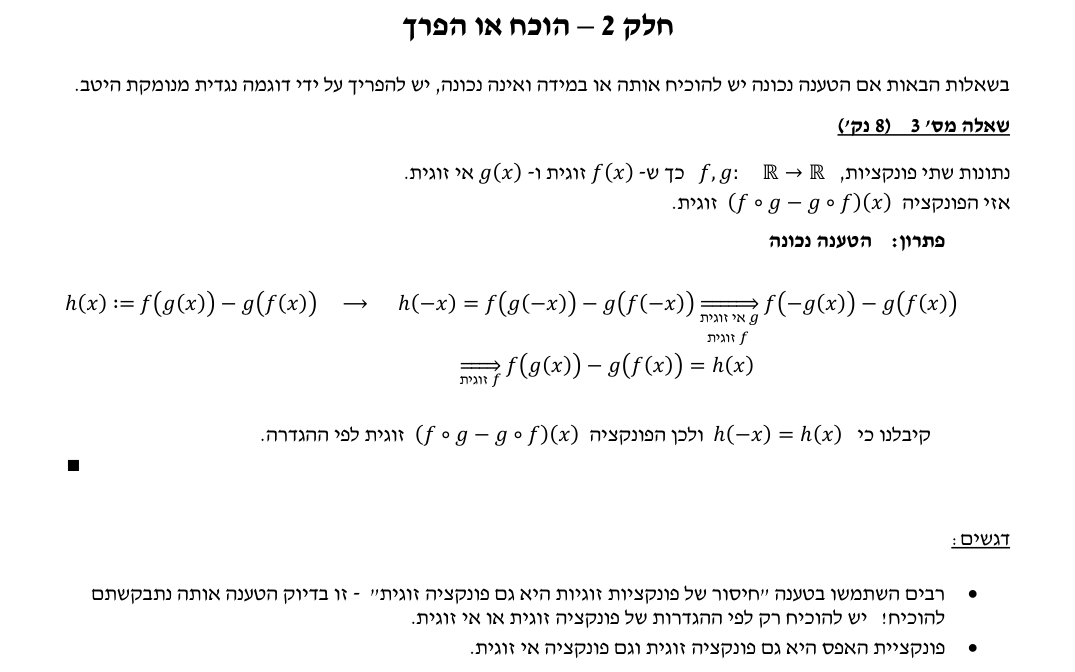 חלק 2 – הוכח או הפרך
בשאלות הבאות אם הטענה נכונה יש להוכיח אותה או במידה ואינה נכונה, יש להפריך על ידי דוגמה נגדית מנומקת היטב.
שאלה מס' 3 (8 נק')
נתונות שתי פונקציות, f,g: ℝ → ℝ כך ש- f(x) זוגית ו- g(x) אי זוגית.
אזי הפונקציה (f ∘ g − g ∘ f)(x) זוגית.
פתרון: הטענה נכונה
h(x) := f(g(x)) − g(f(x)) → h(−x) = f(g(−x)) − g(f(−x)) ⟹ f(−g(x)) − g(f(x))
g אי זוגית
f זוגית
⟹ f(g(x)) − g(f(x)) = h(x)
f זוגית
קיבלנו כי h(−x) = h(x) ולכן הפונקציה (f ∘ g − g ∘ f)(x) זוגית לפי ההגדרה.
■
דגשים:
• רבים השתמשו בטענה "חיסור של פונקציות זוגיות היא גם פונקציה זוגית" - זו בדיוק הטענה אותה נתבקשתם
להוכיח! יש להוכיח רק לפי ההגדרות של פונקציה זוגית או אי זוגית.
• פונקציית האפס היא גם פונקציה זוגית וגם פונקציה אי זוגית.